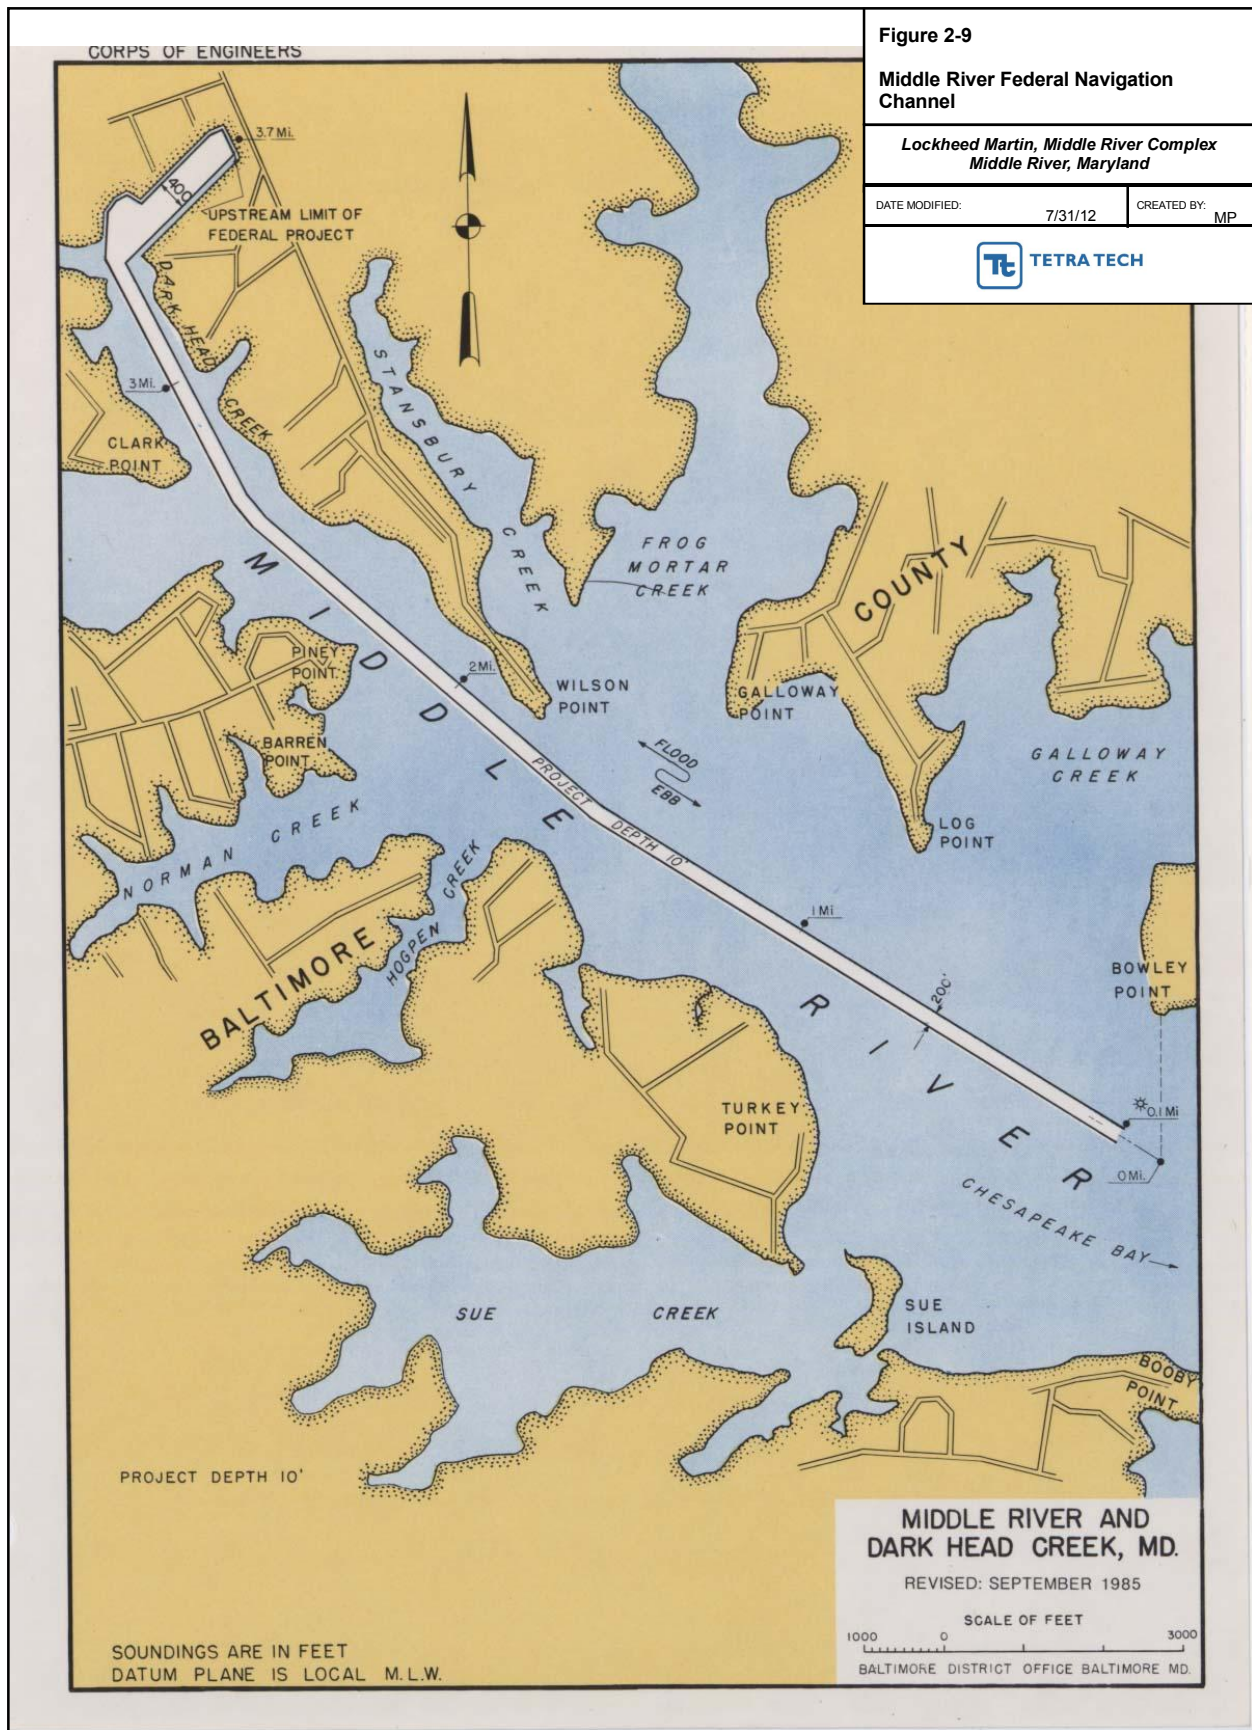 CORPS OF ENGINEERS
Figure 2-9
Middle River Federal Navigation
Channel
Lockheed Martin, Middle River Complex
Middle River, Maryland
DATE MODIFIED:
7/31/12
CREATED BY:
MP
Tt TETRA TECH
3.7 Mi.
400'
UPSTREAM LIMIT OF
FEDERAL PROJECT
DARK HEAD CREEK
STANSBURY CREEK
3 Mi.
CLARK
POINT
FROG
MORTAR
CREEK
COUNTY
MIDDLE RIVER
PINEY
POINT
2 Mi.
WILSON
POINT
GALLOWAY
POINT
BARREN
POINT
FLOOD
EBB
GALLOWAY
CREEK
PROJECT DEPTH 10'
NORMAN CREEK
LOG
POINT
HOGPEN CREEK
BALTIMORE
1 Mi
BOWLEY
POINT
200'
TURKEY
POINT
0.1 Mi
0 Mi.
CHESAPEAKE BAY
SUE CREEK
SUE
ISLAND
BOOBY
POINT
PROJECT DEPTH 10'
MIDDLE RIVER AND
DARK HEAD CREEK, MD.
REVISED: SEPTEMBER 1985
SCALE OF FEET
1000 0 3000
BALTIMORE DISTRICT OFFICE BALTIMORE MD.
SOUNDINGS ARE IN FEET
DATUM PLANE IS LOCAL M.L.W.